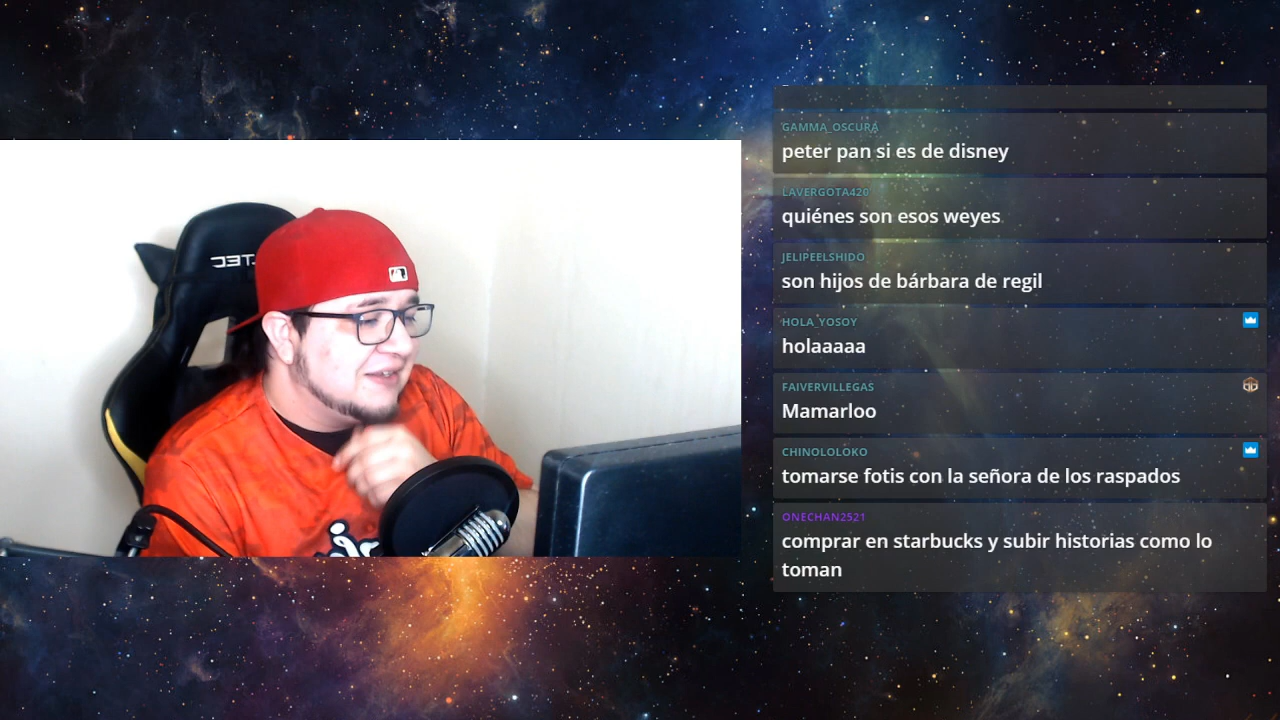 GAMMA_OSCURA
peter pan si es de disney
LAVERGOTA420
quiénes son esos weyes
JELIPEELSHIDO
son hijos de bárbara de regil
HOLA_YOSOY
holaaaaa
FAIVERVILLEGAS
Mamarloo
CHINOLOLOKO
tomarse fotis con la señora de los raspados
ONECHAN2521
comprar en starbucks y subir historias como lo
toman